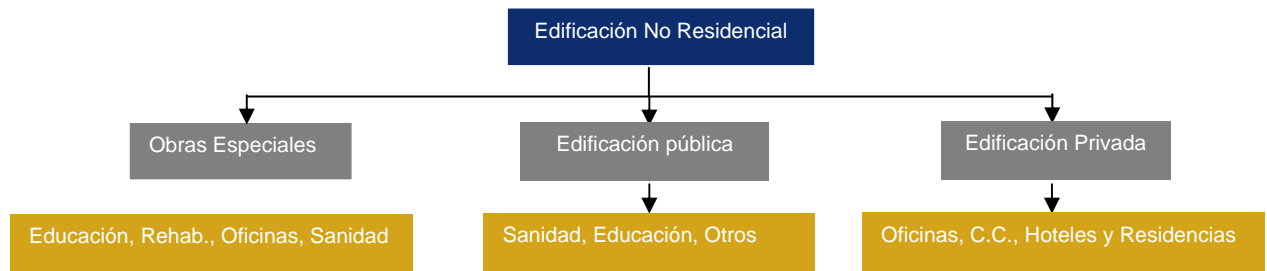 Edificación No Residencial
Obras Especiales
Edificación pública
Edificación Privada
Educación, Rehab., Oficinas, Sanidad
Sanidad, Educación, Otros
Oficinas, C.C., Hoteles y Residencias